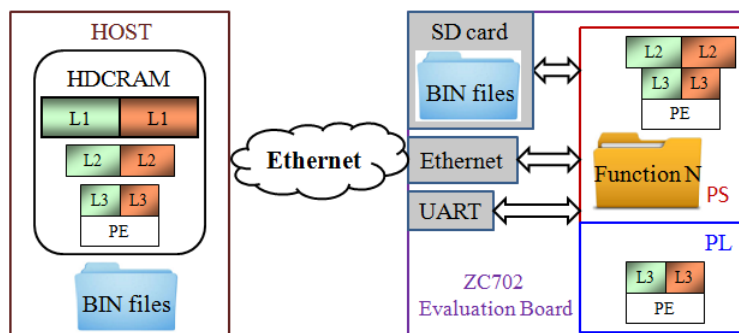 HOST
HDCRAM
L1 L1
L2 L2
L3 L3
PE
BIN files
Ethernet
SD card
BIN files
Ethernet
UART
ZC702
Evaluation Board
L2 L2
L3 L3
PE
Function N
PS
PL
L3 L3
PE